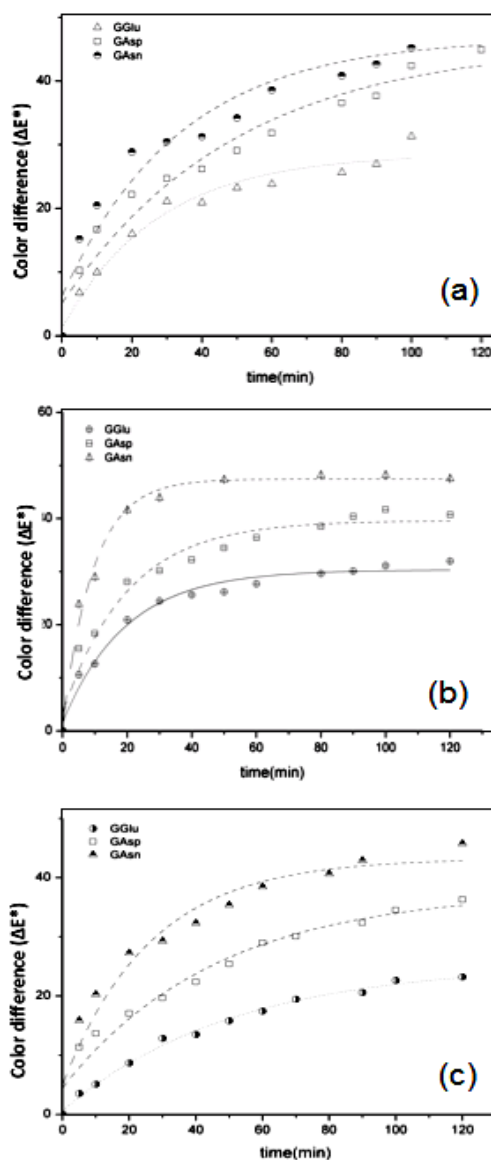 GGlu
GAsp
GAsn
40
20
0
Color difference (ΔE*)
(a)
0 20 40 60 80 100 120
time(min)
60
GGlu
GAsp
GAsn
40
20
0
Color difference (ΔE*)
(b)
0 20 40 60 80 100 120
time(min)
GGlu
GAsp
GAsn
40
20
0
Color difference (ΔE*)
(c)
0 20 40 60 80 100 120
time(min)